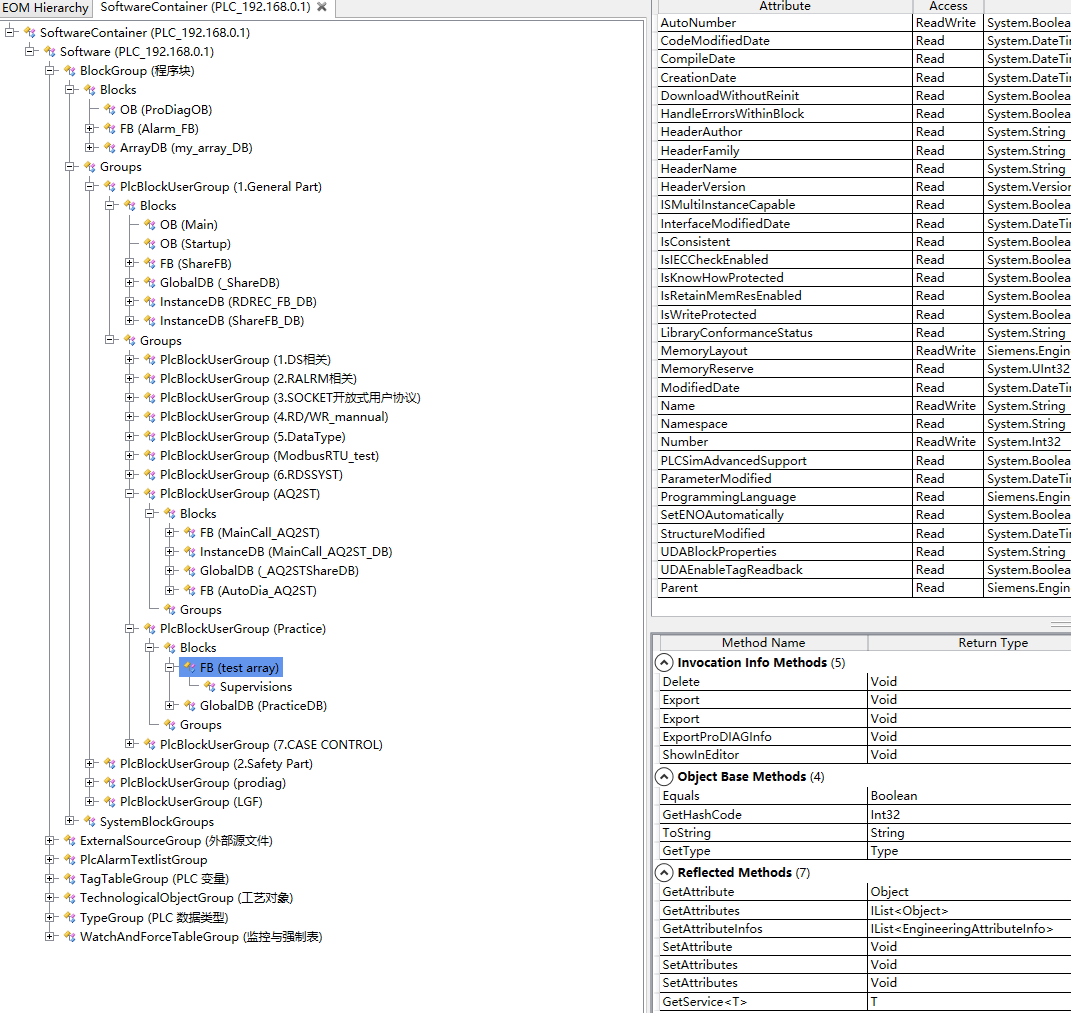 EOM Hierarchy
SoftwareContainer (PLC_192.168.0.1)
SoftwareContainer (PLC_192.168.0.1)
Software (PLC_192.168.0.1)
BlockGroup (程序块)
Blocks
OB (ProDiagOB)
FB (Alarm_FB)
ArrayDB (my_array_DB)
Groups
PlcBlockUserGroup (1.General Part)
Blocks
OB (Main)
OB (Startup)
FB (ShareFB)
GlobalDB (_ShareDB)
InstanceDB (RDREC_FB_DB)
InstanceDB (ShareFB_DB)
Groups
PlcBlockUserGroup (1.DS相关)
PlcBlockUserGroup (2.RALRM相关)
PlcBlockUserGroup (3.SOCKET开放式用户协议)
PlcBlockUserGroup (4.RD/WR_mannual)
PlcBlockUserGroup (5.DataType)
PlcBlockUserGroup (ModbusRTU_test)
PlcBlockUserGroup (6.RDSSYST)
PlcBlockUserGroup (AQ2ST)
Blocks
FB (MainCall_AQ2ST)
InstanceDB (MainCall_AQ2ST_DB)
GlobalDB (_AQ2STShareDB)
FB (AutoDia_AQ2ST)
Groups
PlcBlockUserGroup (Practice)
Blocks
FB (test array)
Supervisions
GlobalDB (PracticeDB)
Groups
PlcBlockUserGroup (7.CASE CONTROL)
PlcBlockUserGroup (2.Safety Part)
PlcBlockUserGroup (prodiag)
PlcBlockUserGroup (LGF)
SystemBlockGroups
ExternalSourceGroup (外部源文件)
PlcAlarmTextlistGroup
TagTableGroup (PLC 变量)
TechnologicalObjectGroup (工艺对象)
TypeGroup (PLC 数据类型)
WatchAndForceTableGroup (监控与强制表)
Attribute Access
AutoNumber ReadWrite System.Boolea
CodeModifiedDate Read System.DateTi
CompileDate Read System.DateTi
CreationDate Read System.DateTi
DownloadWithoutReinit Read System.Boolea
HandleErrorsWithinBlock Read System.Boolea
HeaderAuthor Read System.String
HeaderFamily Read System.String
HeaderName Read System.String
HeaderVersion Read System.Version
ISMultiInstanceCapable Read System.Boolea
InterfaceModifiedDate Read System.DateTi
IsConsistent Read System.Boolea
IsIECCheckEnabled Read System.Boolea
IsKnowHowProtected Read System.Boolea
IsRetainMemResEnabled Read System.Boolea
IsWriteProtected Read System.Boolea
LibraryConformanceStatus Read System.String
MemoryLayout ReadWrite Siemens.Engin
MemoryReserve Read System.UInt32
ModifiedDate Read System.DateTi
Name ReadWrite System.String
Namespace Read System.String
Number ReadWrite System.Int32
PLCSimAdvancedSupport Read System.Boolea
ParameterModified Read System.DateTi
ProgrammingLanguage Read Siemens.Engin
SetENOAutomatically Read System.Boolea
StructureModified Read System.DateTi
UDABlockProperties Read System.String
UDAEnableTagReadback Read System.Boolea
Parent Read Siemens.Engin
Method Name Return Type
Invocation Info Methods (5)
Delete Void
Export Void
Export Void
ExportProDIAGInfo Void
ShowInEditor Void
Object Base Methods (4)
Equals Boolean
GetHashCode Int32
ToString String
GetType Type
Reflected Methods (7)
GetAttribute Object
GetAttributes IList<Object>
GetAttributeInfos IList<EngineeringAttributeInfo>
SetAttribute Void
SetAttributes Void
SetAttributes Void
GetService<T> T